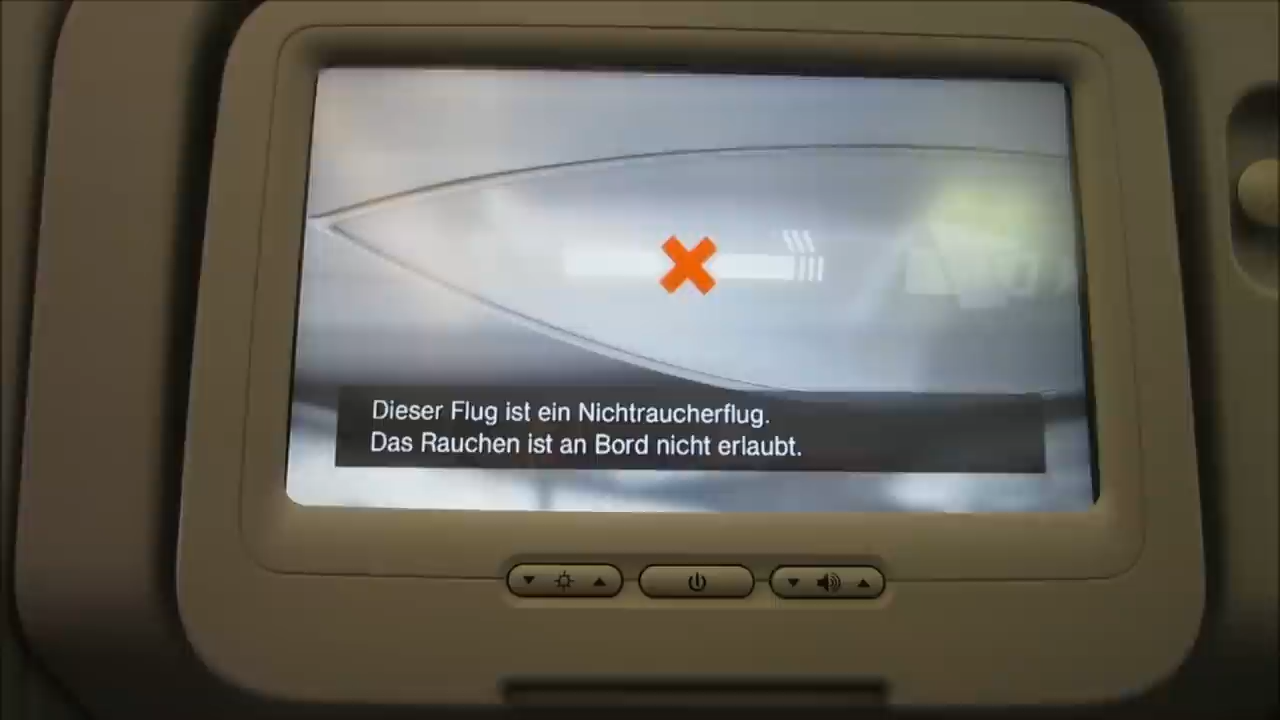 Dieser Flug ist ein Nichtraucherflug.
Das Rauchen ist an Bord nicht erlaubt.